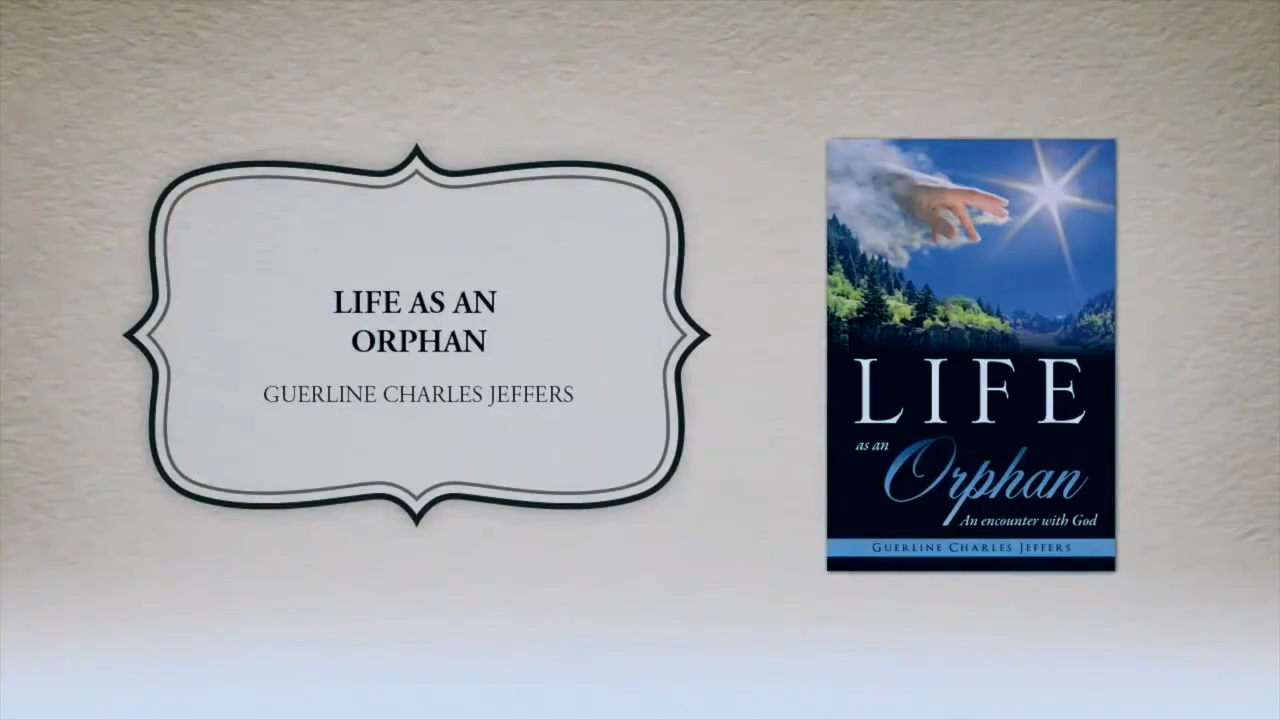 LIFE AS AN
ORPHAN
GUERLINE CHARLES JEFFERS
LIFE
as an
Orphan
An encounter with God
GUERLINE CHARLES JEFFERS